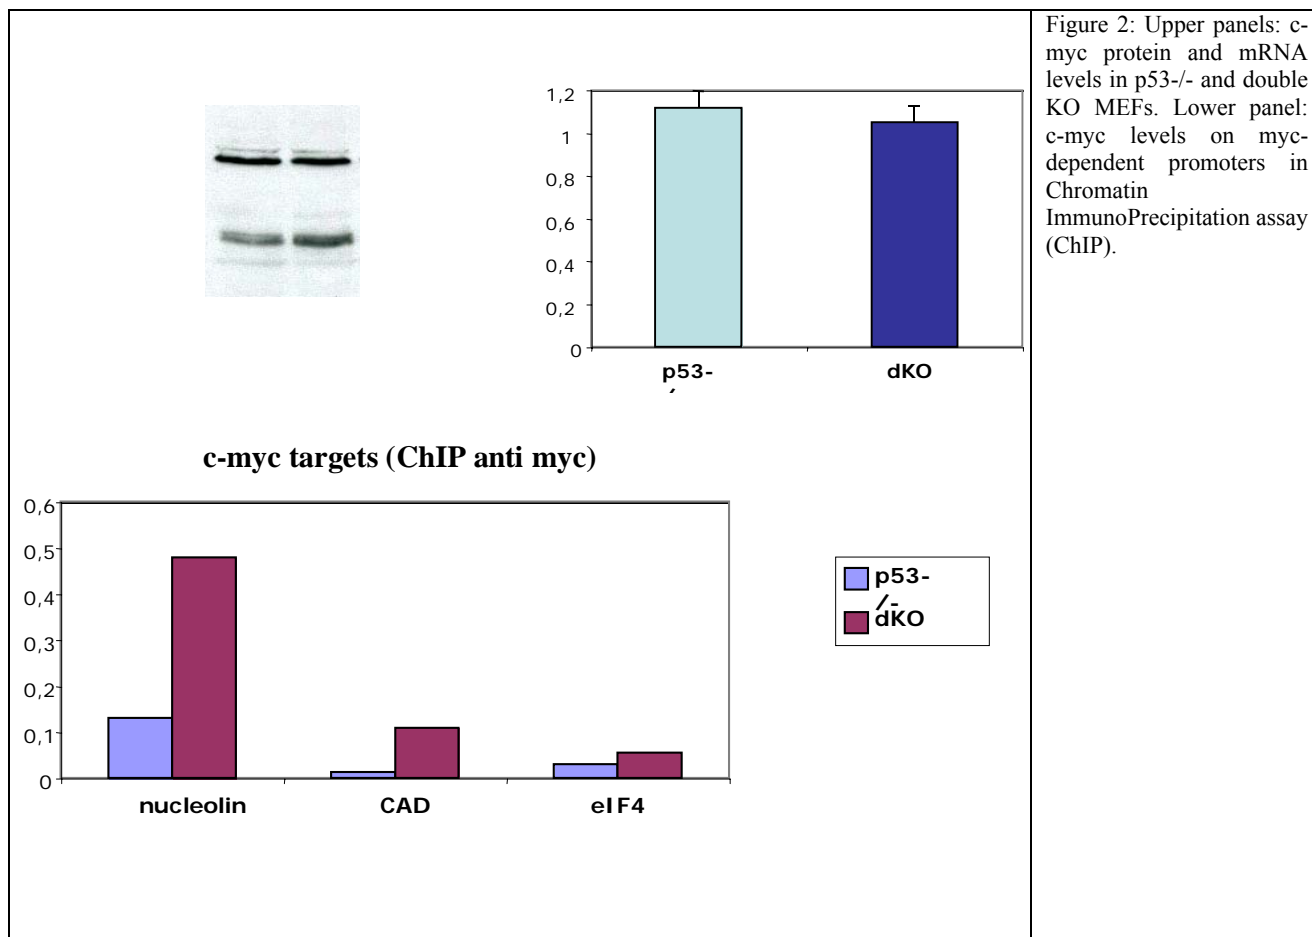 1,2
1
0,8
0,6
0,4
0,2
0
p53-
dKO
c-myc targets (ChIP anti myc)
0,6
0,5
0,4
0,3
0,2
0,1
0
nucleolin
CAD
eIF4
p53-
/-
dKO
Figure 2: Upper panels: c-
myc protein and mRNA
levels in p53-/- and double
KO MEFs. Lower panel:
c-myc levels on myc-
dependent promoters in
Chromatin
ImmunoPrecipitation assay
(ChIP).